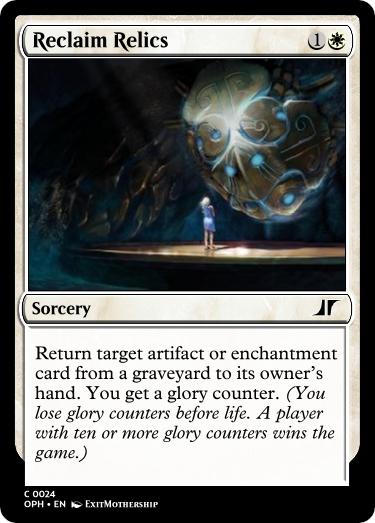 Reclaim Relics 1
Sorcery
Return target artifact or enchantment
card from a graveyard to its owner's
hand. You get a glory counter. (You
lose glory counters before life. A player
with ten or more glory counters wins the
game.)
C 0024
OPH • EN ExitMothership